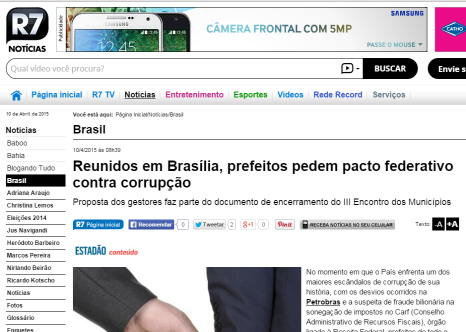 R7
NOTÍCIAS
Publicidade
CÂMERA FRONTAL COM 5MP
SAMSUNG
PASSE O MOUSE
12:45
CATHO
Qual vídeo você procura?
BUSCAR
Envie s
Página inicial
R7 TV
Notícias
Entretenimento
Esportes
Vídeos
Rede Record
Serviços
10 de Abril de 2015
Você está aqui: Página Inicial/Notícias/Brasil
Notícias
Baboo
Bahia
Blogando Tudo
Brasil
Adriana Araujo
Christina Lemos
Eleições 2014
Jus Navigandi
Heródoto Barbeiro
Marcos Pereira
Nirlando Beirão
Ricardo Kotscho
Notícias
Fotos
Glossário
Enquetes
Brasil
10/4/2015 às 08h39
Reunidos em Brasília, prefeitos pedem pacto federativo
contra corrupção
Proposta dos gestores faz parte do documento de encerramento do III Encontro dos Municípios
R7 Página Inicial
Recomendar 0
Tweetar 2
g+1 0
Pinit
RECEBA NOTÍCIAS NO SEU CELULAR
Texto: -A +A
ESTADÃO conteúdo
No momento em que o País enfrenta um dos
maiores escândalos de corrupção de sua
história, com os desvios ocorridos na
Petrobras e a suspeita de fraude bilionária na
sonegação de impostos no Carf (Conselho
Administrativo de Recursos Fiscais), órgão